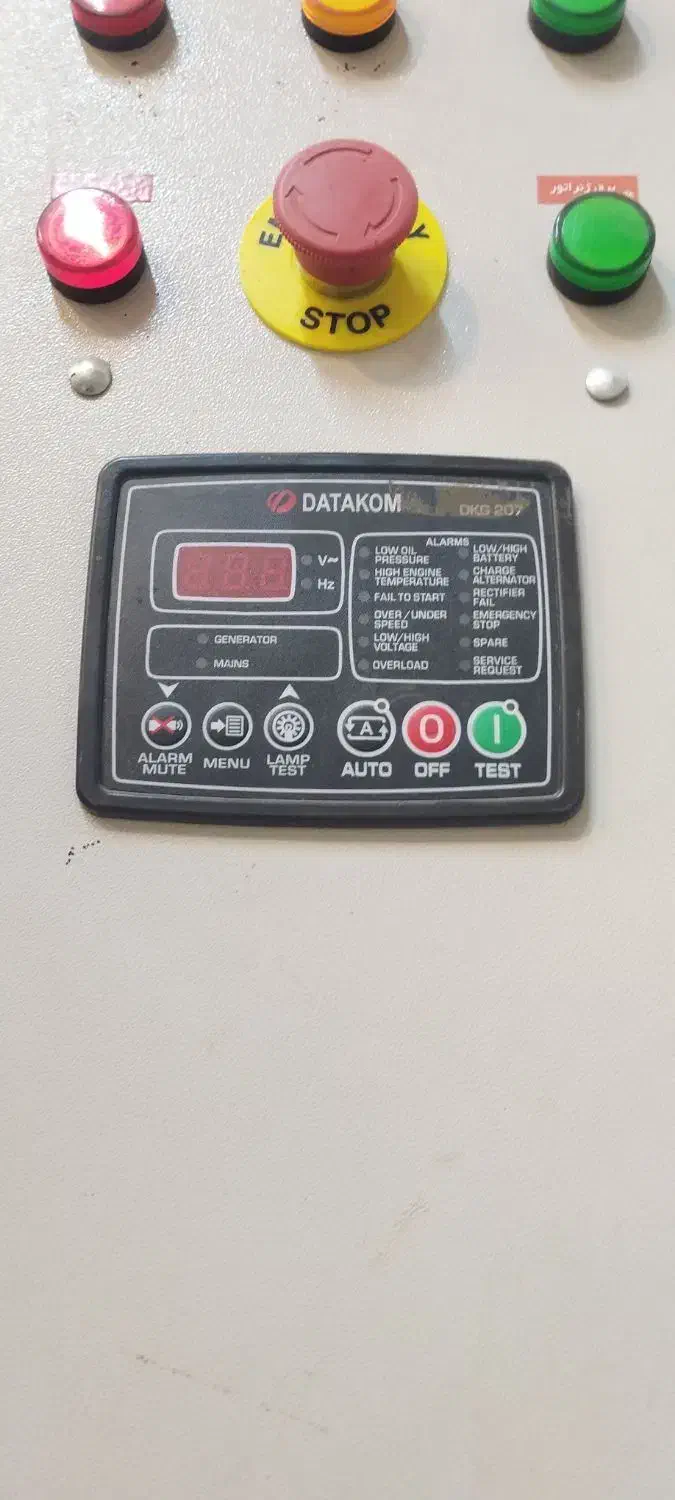 STOP
DATAKOM
DKG 207
V~
Hz
GENERATOR
MAINS
ALARMS
LOW OIL
PRESSURE
HIGH ENGINE
TEMPERATURE
FAIL TO START
OVER / UNDER
SPEED
LOW/HIGH
VOLTAGE
OVERLOAD
LOW/HIGH
BATTERY
CHARGE
ALTERNATOR
RECTIFIER
FAIL
EMERGENCY
STOP
SPARE
SERVICE
REQUEST
A
O
I
ALARM
MUTE
MENU
LAMP
TEST
AUTO
OFF
TEST